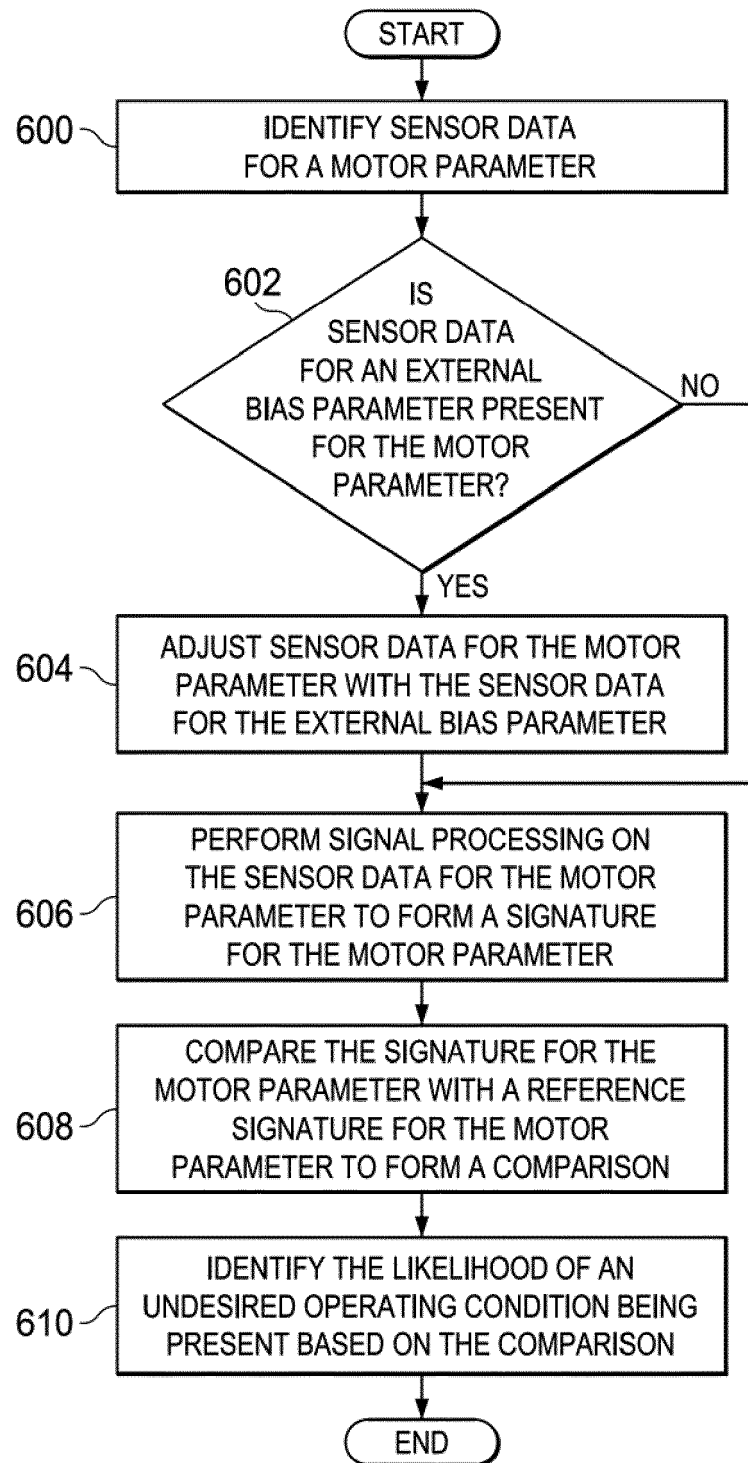 START
600
IDENTIFY SENSOR DATA
FOR A MOTOR PARAMETER
602
IS
SENSOR DATA
FOR AN EXTERNAL
BIAS PARAMETER PRESENT
FOR THE MOTOR
PARAMETER?
NO
YES
604
ADJUST SENSOR DATA FOR THE MOTOR
PARAMETER WITH THE SENSOR DATA
FOR THE EXTERNAL BIAS PARAMETER
606
PERFORM SIGNAL PROCESSING ON
THE SENSOR DATA FOR THE MOTOR
PARAMETER TO FORM A SIGNATURE
FOR THE MOTOR PARAMETER
608
COMPARE THE SIGNATURE FOR THE
MOTOR PARAMETER WITH A REFERENCE
SIGNATURE FOR THE MOTOR
PARAMETER TO FORM A COMPARISON
610
IDENTIFY THE LIKELIHOOD OF AN
UNDESIRED OPERATING CONDITION BEING
PRESENT BASED ON THE COMPARISON
END